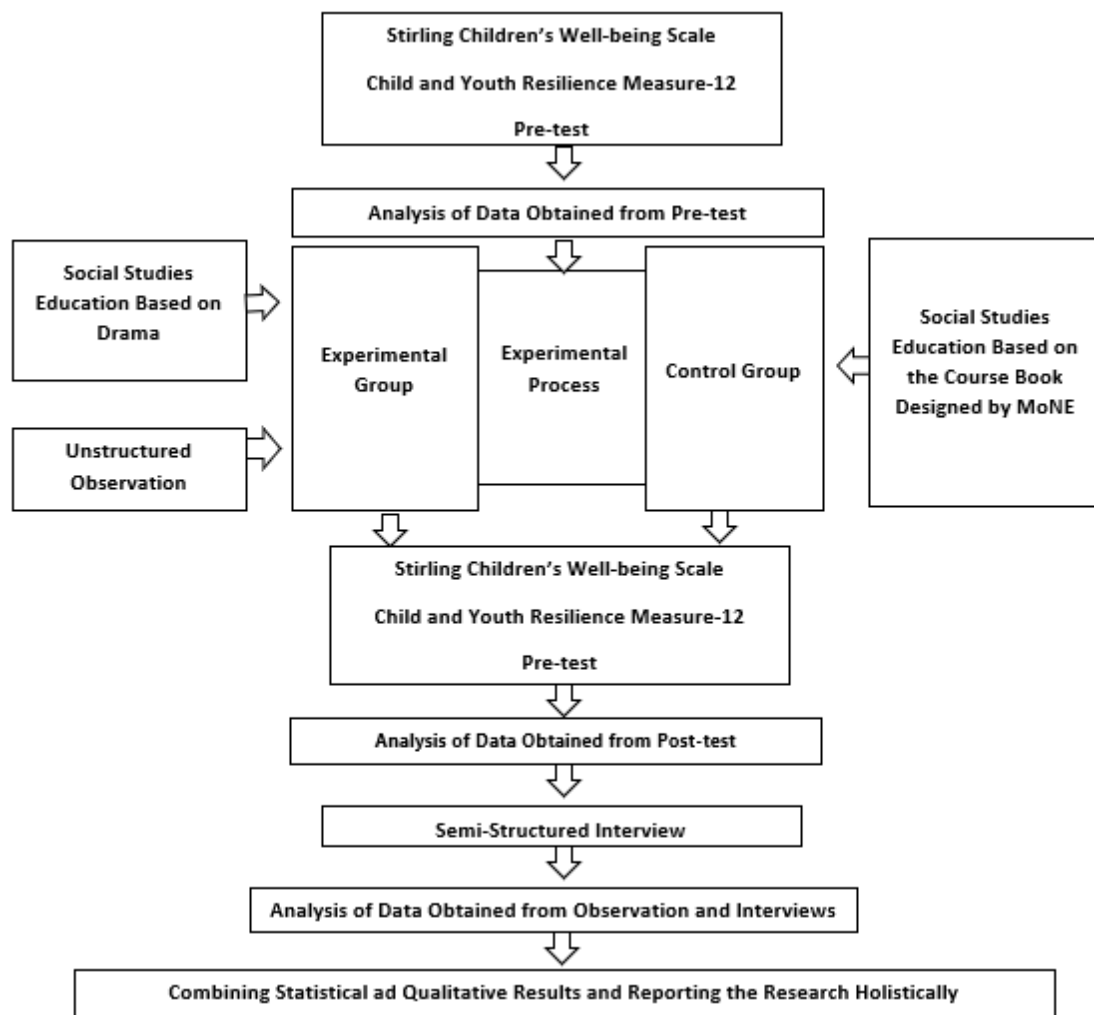 Stirling Children's Well-being Scale
Child and Youth Resilience Measure-12
Pre-test
Analysis of Data Obtained from Pre-test
Social Studies
Education Based on
Drama
Unstructured
Observation
Experimental
Group
Experimental
Process
Control Group
Social Studies
Education Based on
the Course Book
Designed by MoNE
Stirling Children's Well-being Scale
Child and Youth Resilience Measure-12
Pre-test
Analysis of Data Obtained from Post-test
Semi-Structured Interview
Analysis of Data Obtained from Observation and Interviews
Combining Statistical ad Qualitative Results and Reporting the Research Holistically